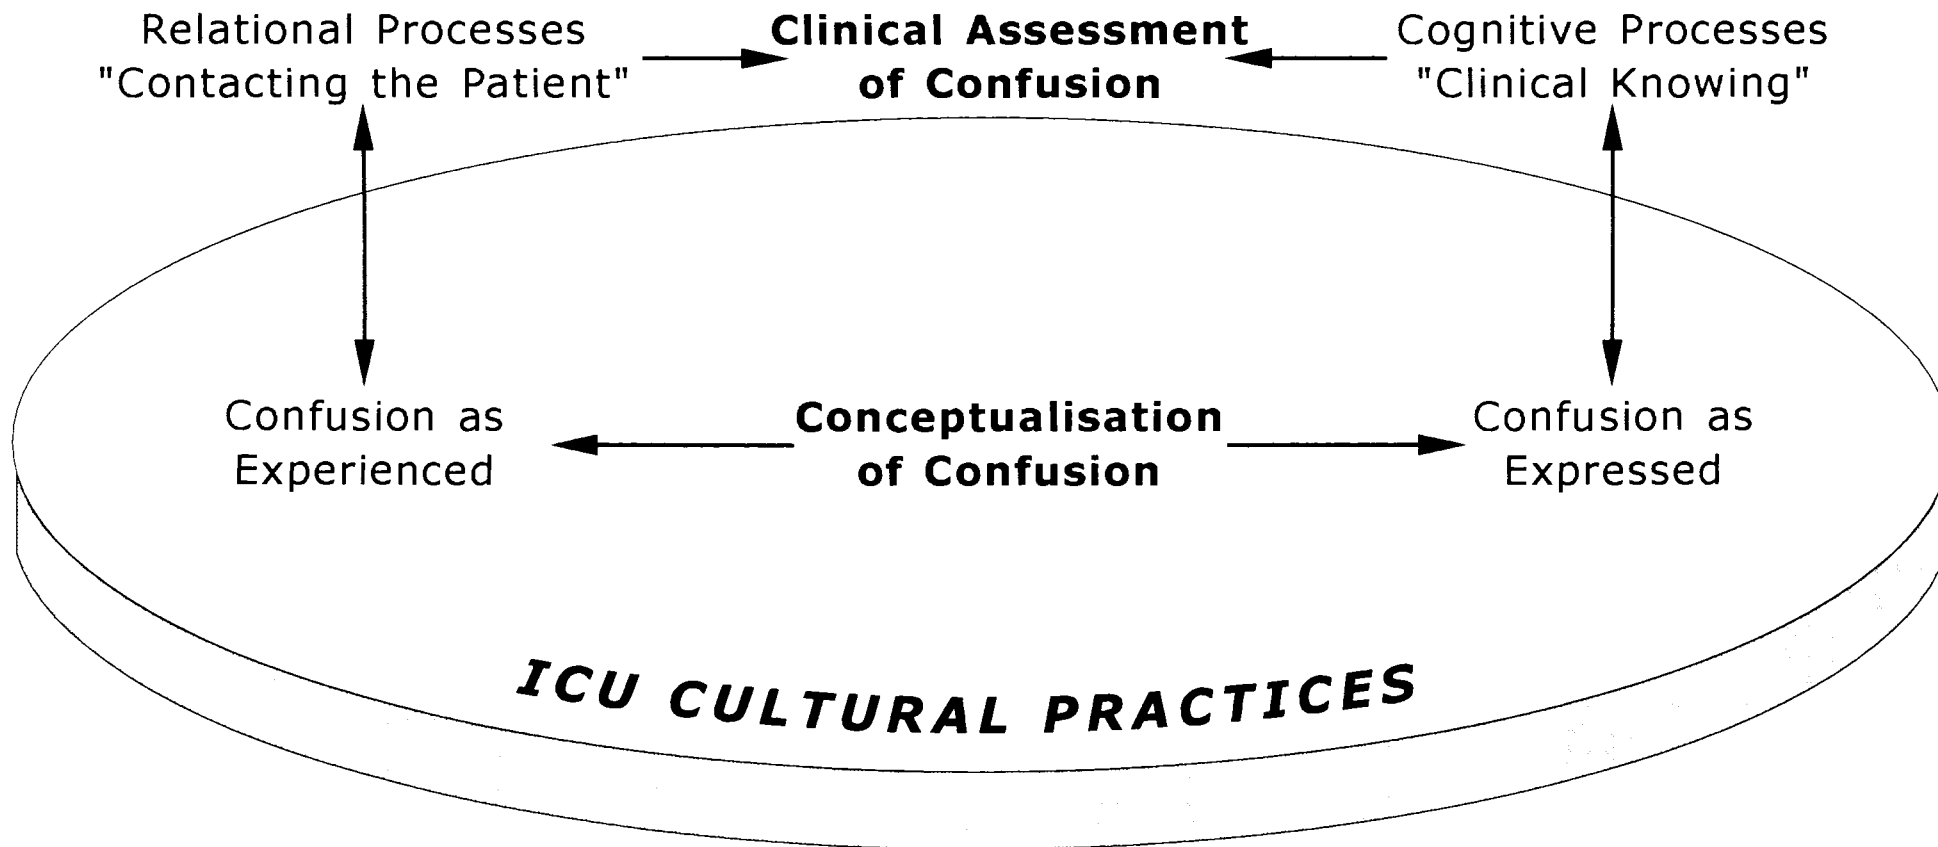 Relational Processes
"Contacting the Patient"
Clinical Assessment
of Confusion
Cognitive Processes
"Clinical Knowing"
Confusion as
Experienced
Conceptualisation
of Confusion
Confusion as
Expressed
ICU CULTURAL PRACTICES